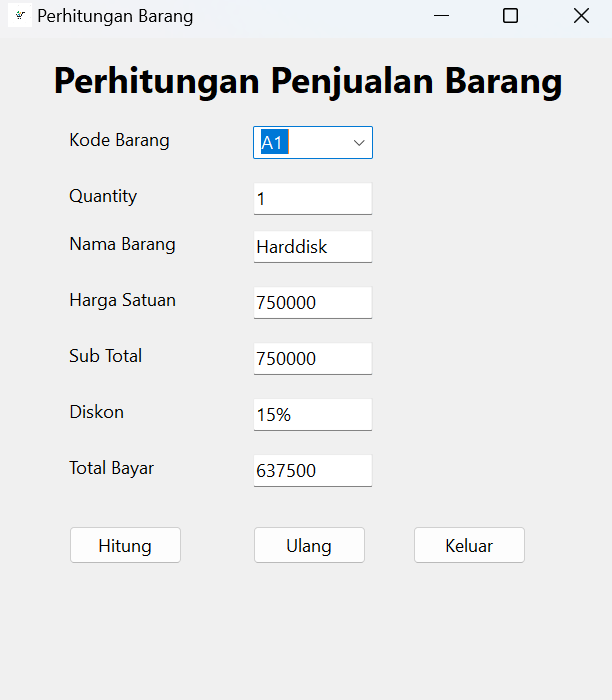 Perhitungan Barang
Perhitungan Penjualan Barang
Kode Barang A1
Quantity 1
Nama Barang Harddisk
Harga Satuan 750000
Sub Total 750000
Diskon 15%
Total Bayar 637500
Hitung Ulang Keluar